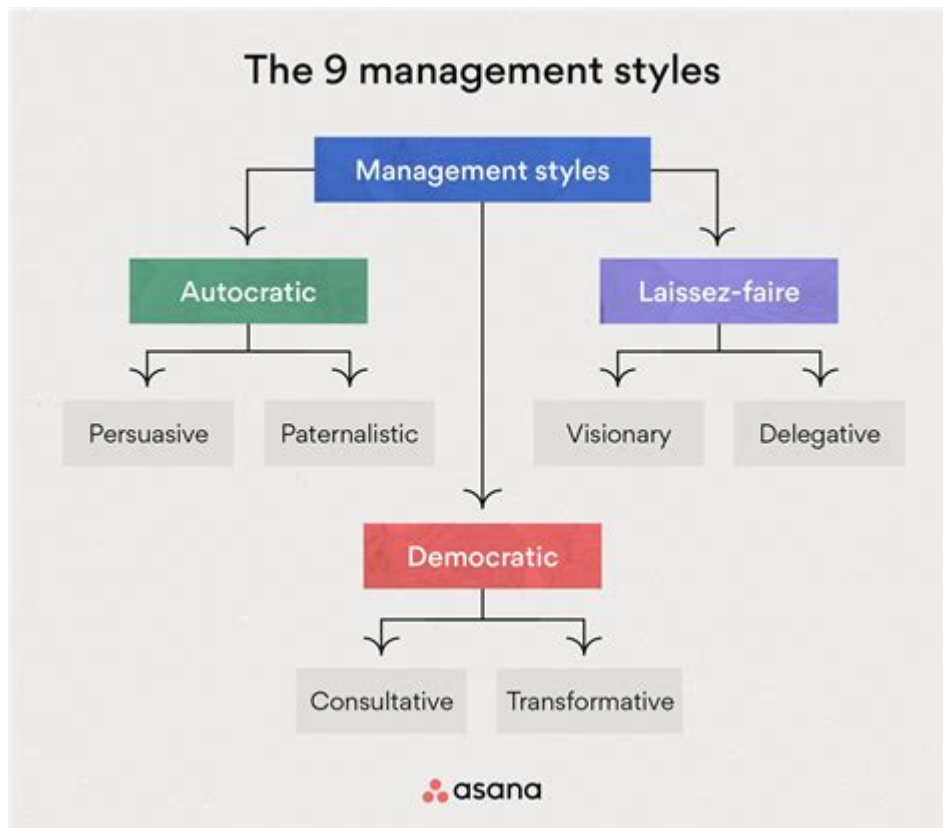 The 9 management styles
Management styles
Autocratic
Laissez-faire
Persuasive
Paternalistic
Visionary
Delegative
Democratic
Consultative
Transformative
asana